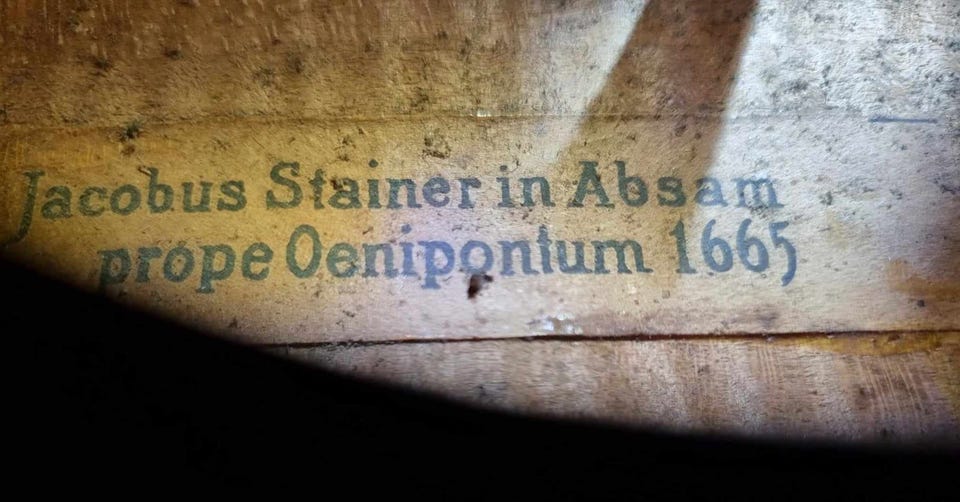 Jacobus Stainer in Absam
prope Oenipontum 1665